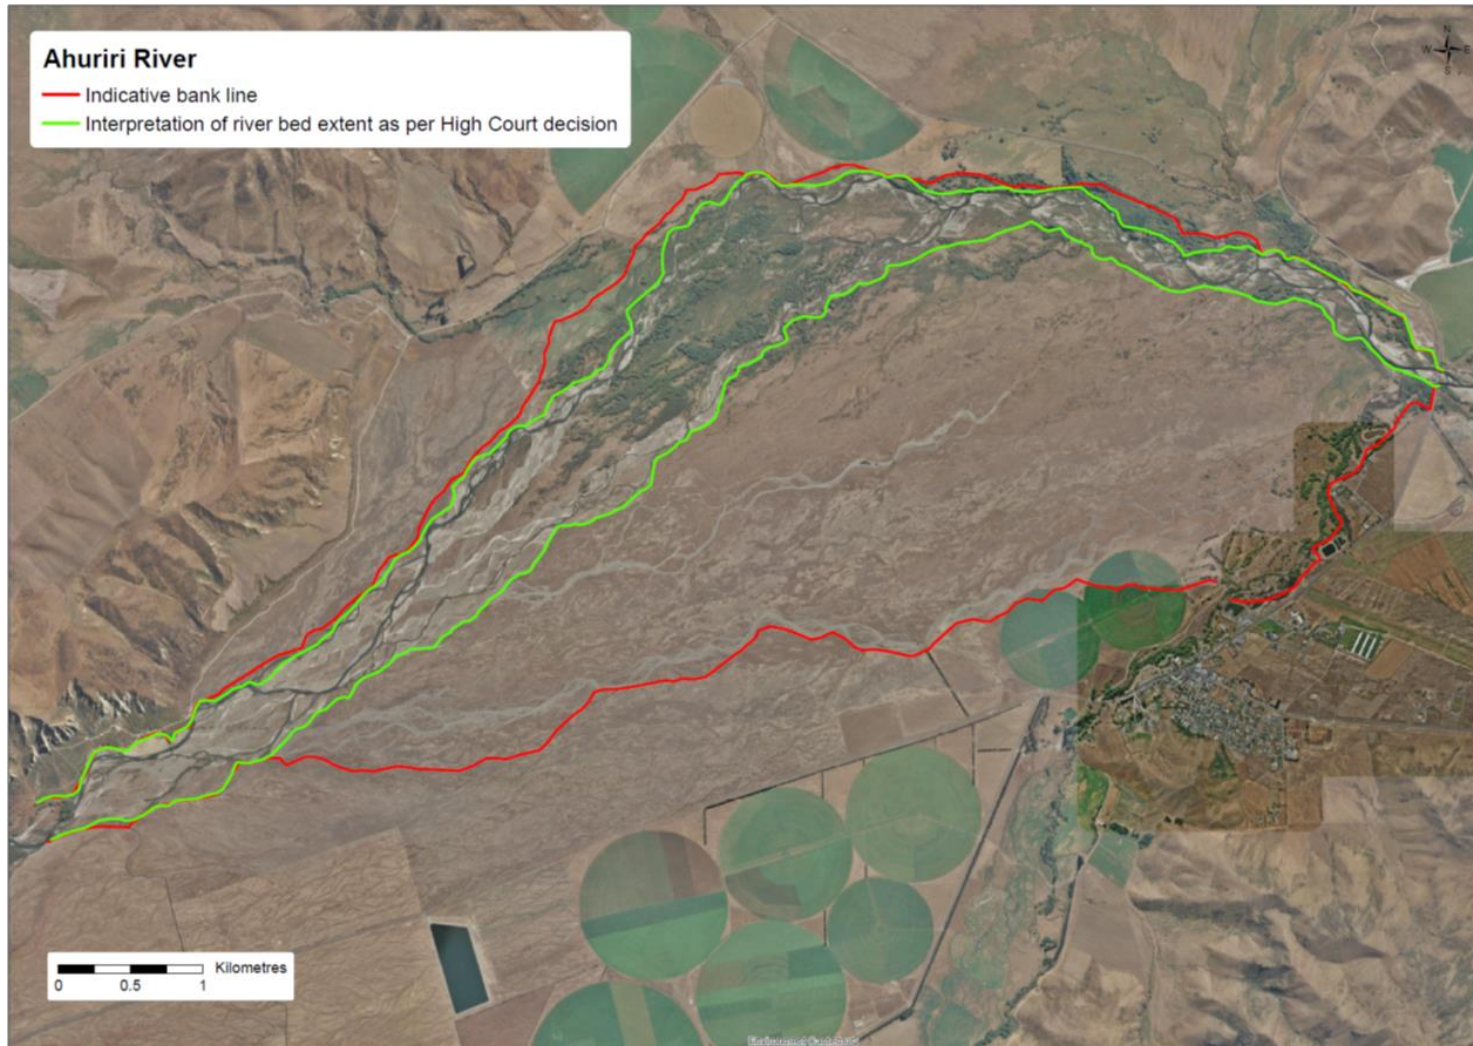 Ahuriri River
Indicative bank line
Interpretation of river bed extent as per High Court decision
N
W E
S
Kilometres
0 0.5 1